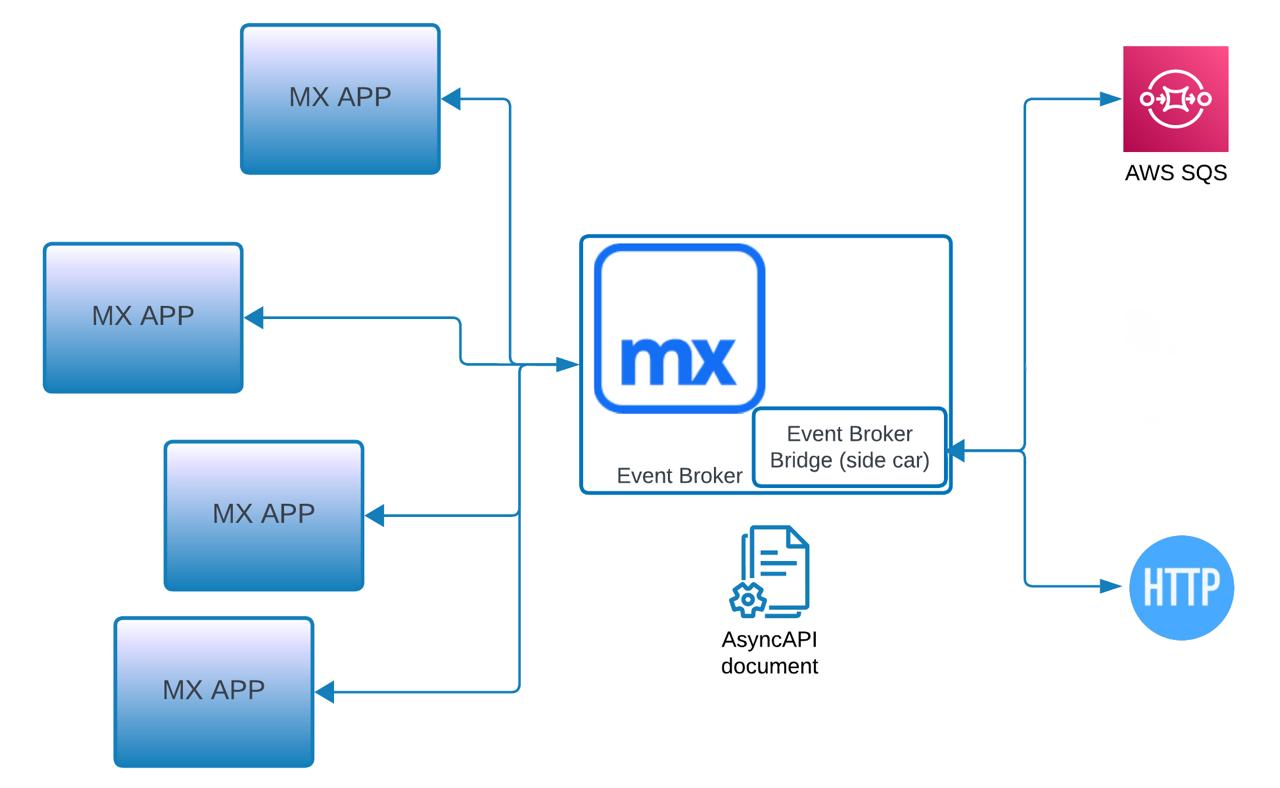 MX APP
AWS SQS
MX APP
mx
Event Broker
Bridge (side car)
Event Broker
MX APP
HTTP
AsyncAPI
document
MX APP